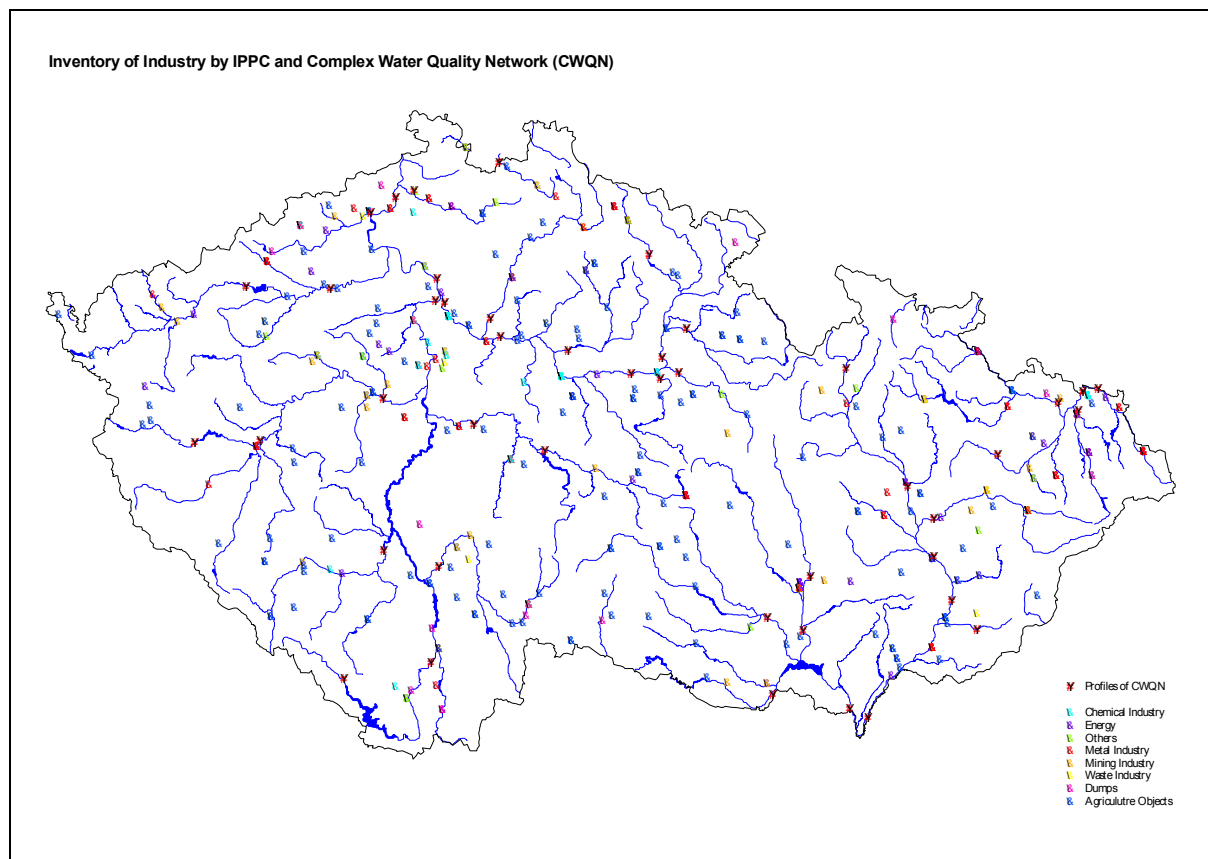 Inventory of Industry by IPPC and Complex Water Quality Network (CWQN)
¥ Profiles of CWQN
Chemical Industry
& Energy
& Others
& Metal Industry
& Mining Industry
Waste Industry
& Dumps
& Agriculutre Objects